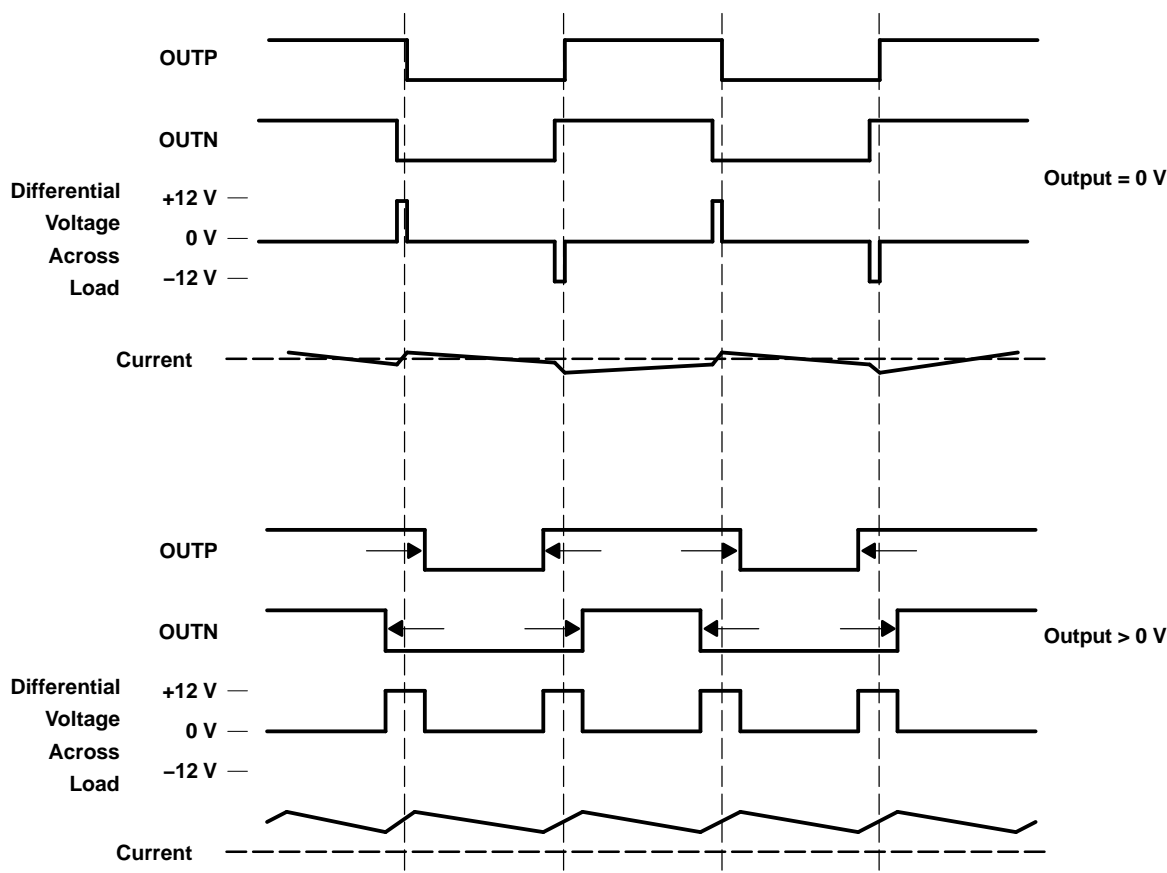 OUTP
OUTN
Output = 0 V
Differential
Voltage
Across
Load
+12 V
0 V
−12 V
Current
OUTP
OUTN
Output > 0 V
Differential
Voltage
Across
Load
+12 V
0 V
−12 V
Current